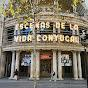 ESCENAS DE LA
VIDA CONYUGAL